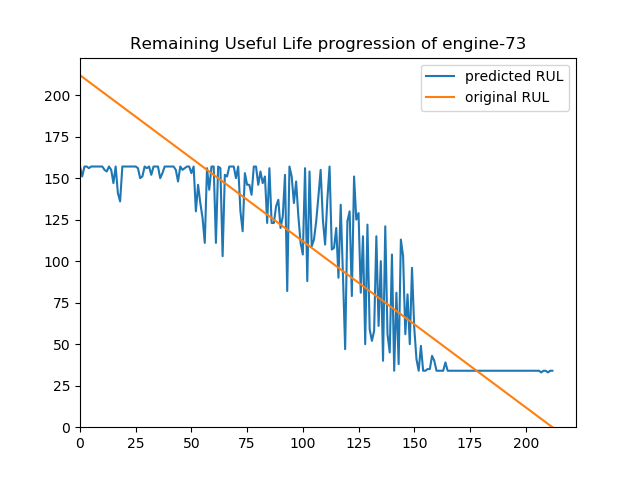 Remaining Useful Life progression of engine-73
predicted RUL
original RUL
200
175
150
125
100
75
50
25
0
0 25 50 75 100 125 150 175 200